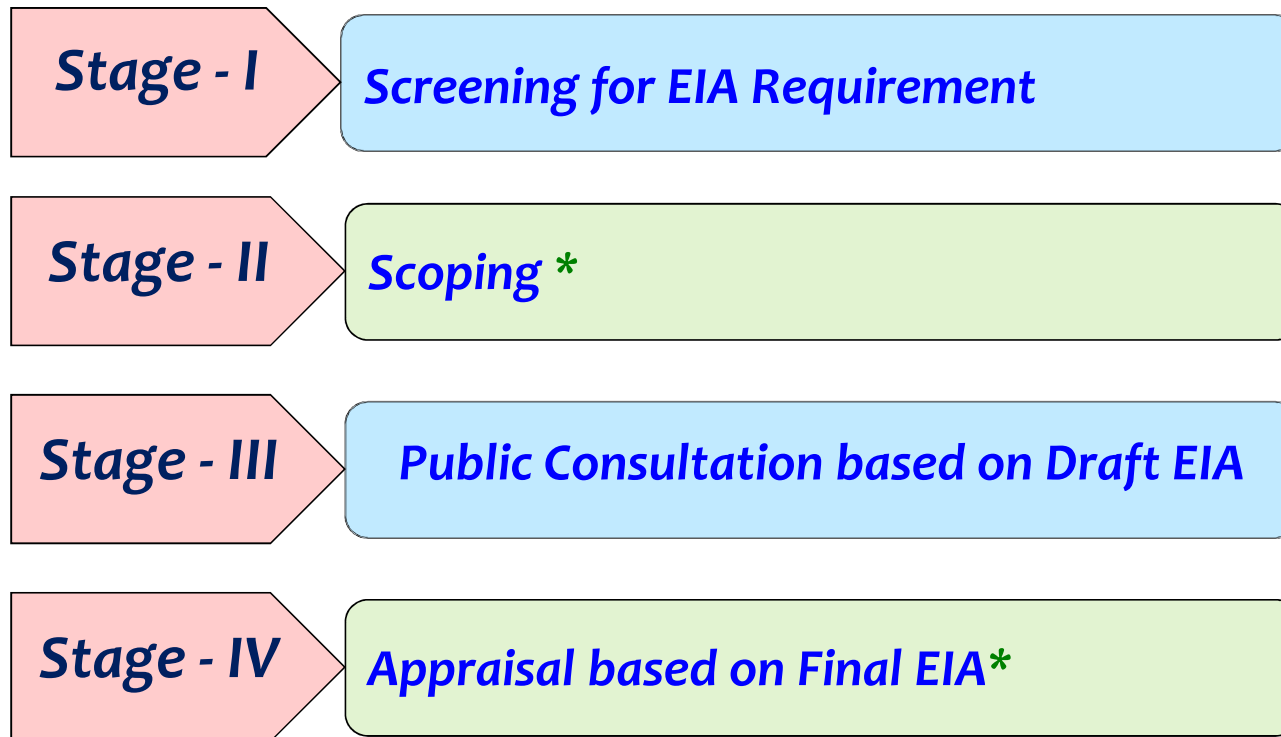 Stage - I
Screening for EIA Requirement
Stage - II
Scoping *
Stage - III
Public Consultation based on Draft EIA
Stage - IV
Appraisal based on Final EIA*